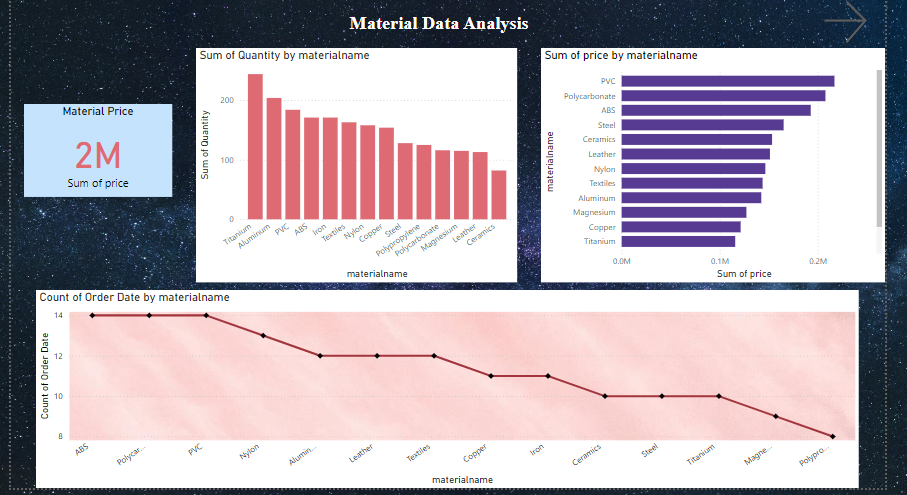 Material Data Analysis
Material Price
2M
Sum of price
Sum of Quantity by materialname
Sum of Quantity
200
100
0
Titanium
Aluminum
PVC
ABS
Iron
Textiles
Nylon
Copper
Steel
Polypropylene
Polycarbonate
Magnesium
Leather
Ceramics
materialname
Sum of price by materialname
materialname
PVC
Polycarbonate
ABS
Steel
Ceramics
Leather
Nylon
Textiles
Aluminum
Magnesium
Copper
Titanium
0.0M
0.1M
0.2M
Sum of price
Count of Order Date by materialname
Count of Order Date
14
12
10
8
ABS
Polycar...
PVC
Nylon
Alumin...
Leather
Textiles
Copper
Iron
Ceramics
Steel
Titanium
Magne...
Polypro...
materialname